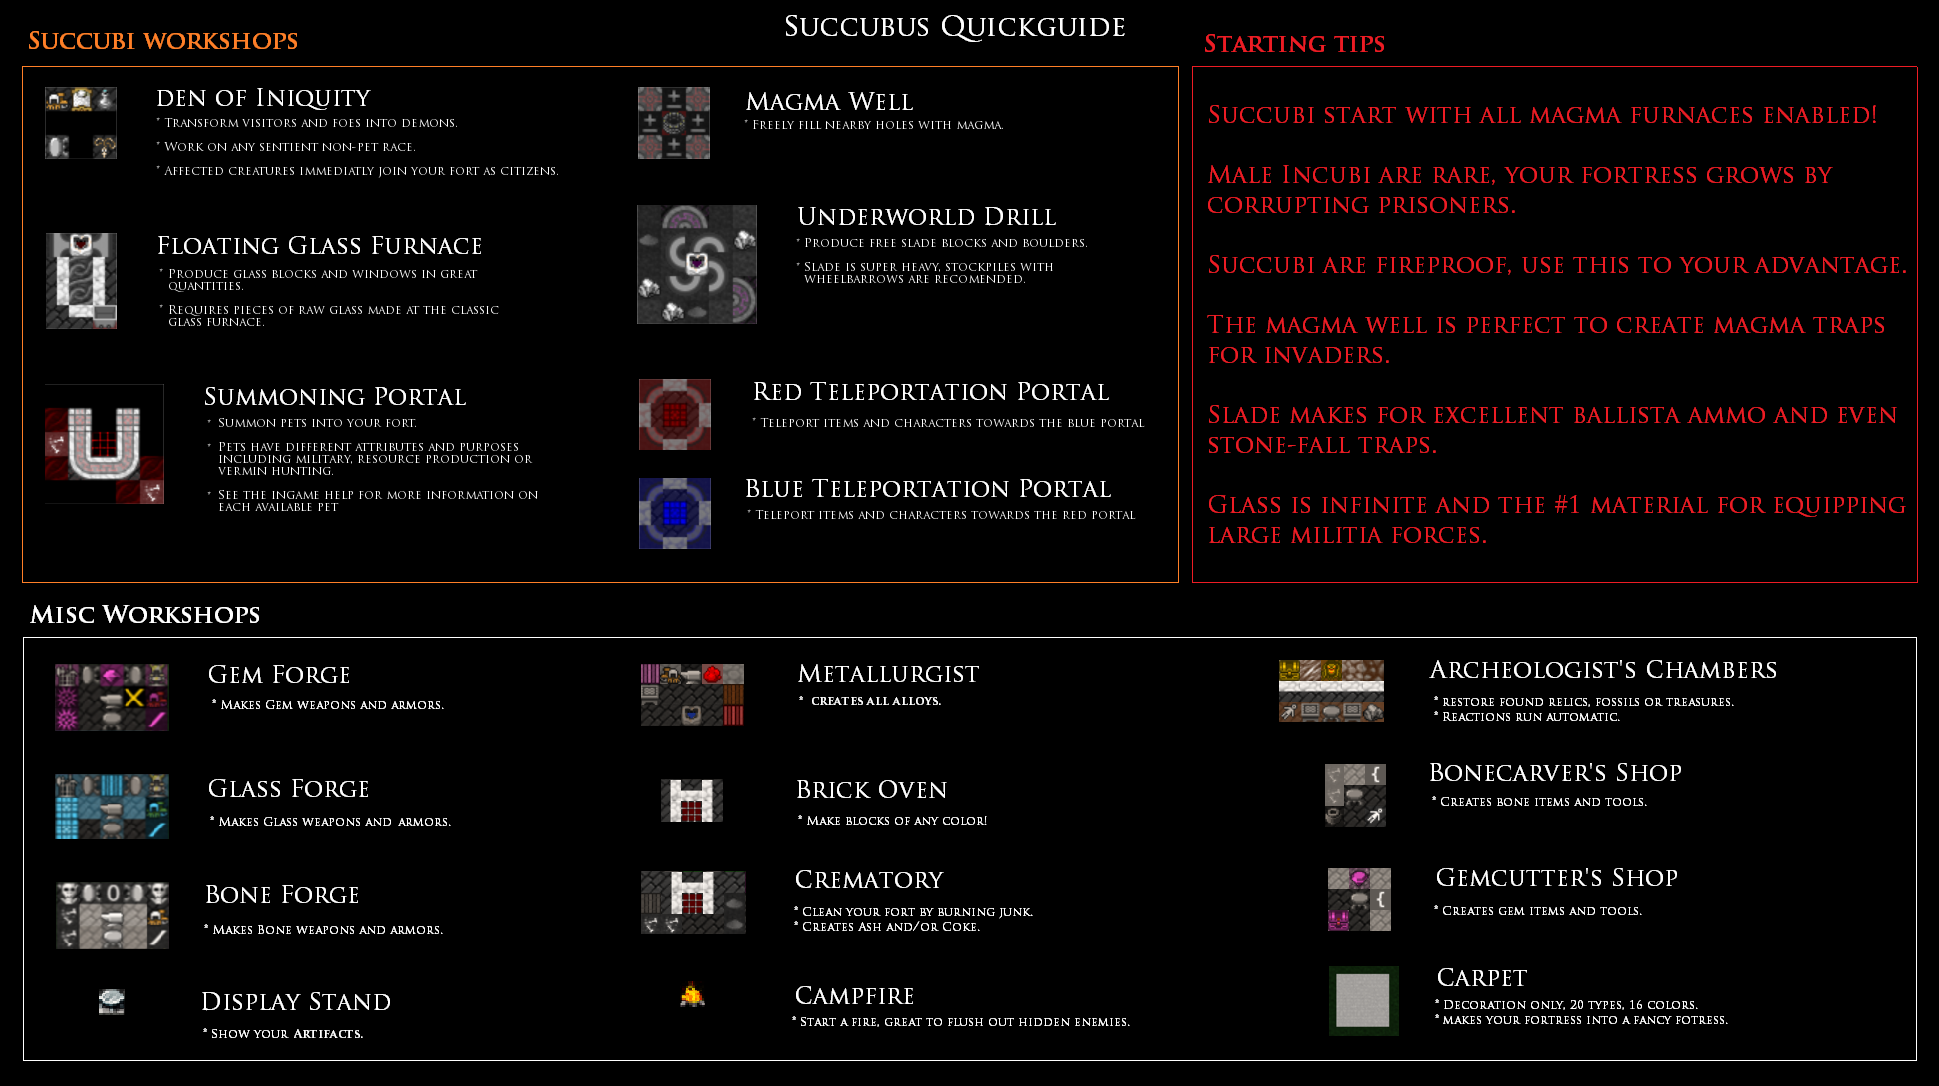 Succubus Quickguide
Succubi workshops
Den of Iniquity
* Transform visitors and foes into demons.
* Work on any sentient non-pet race.
* Affected creatures immediatly join your fort as citizens.
Floating Glass Furnace
* Produce glass blocks and windows in great
quantities.
* Requires pieces of raw glass made at the classic
glass furnace.
Summoning Portal
* Summon pets into your fort.
* Pets have different attributes and purposes
including military, resource production or
vermin hunting.
* See the ingame help for more information on
each available pet
Magma Well
* Freely fill nearby holes with magma.
Underworld Drill
* Produce free slade blocks and boulders.
* Slade is super heavy, stockpiles with
wheelbarrows are recomended.
Red Teleportation Portal
* Teleport items and characters towards the blue portal
Blue Teleportation Portal
* Teleport items and characters towards the red portal
Starting tips
Succubi start with all magma furnaces enabled!
Male Incubi are rare, your fortress grows by
corrupting prisoners.
Succubi are fireproof, use this to your advantage.
The magma well is perfect to create magma traps
for invaders.
Slade makes for excellent ballista ammo and even
stone-fall traps.
Glass is infinite and the #1 material for equipping
large militia forces.
Misc Workshops
Gem Forge
* Makes Gem weapons and armors.
Glass Forge
* Makes Glass weapons and armors.
Bone Forge
* Makes Bone weapons and armors.
Display Stand
* Show your Artifacts.
Metallurgist
* creates all alloys.
Brick Oven
* Make blocks of any color!
Crematory
* Clean your fort by burning junk.
* Creates Ash and/or Coke.
Campfire
* Start a fire, great to flush out hidden enemies.
Archeologist's Chambers
* restore found relics, fossils or treasures.
* Reactions run automatic.
Bonecarver's Shop
* Creates bone items and tools.
Gemcutter's Shop
* Creates gem items and tools.
Carpet
* Decoration only, 20 types, 16 colors.
* makes your fortress into a fancy fotress.